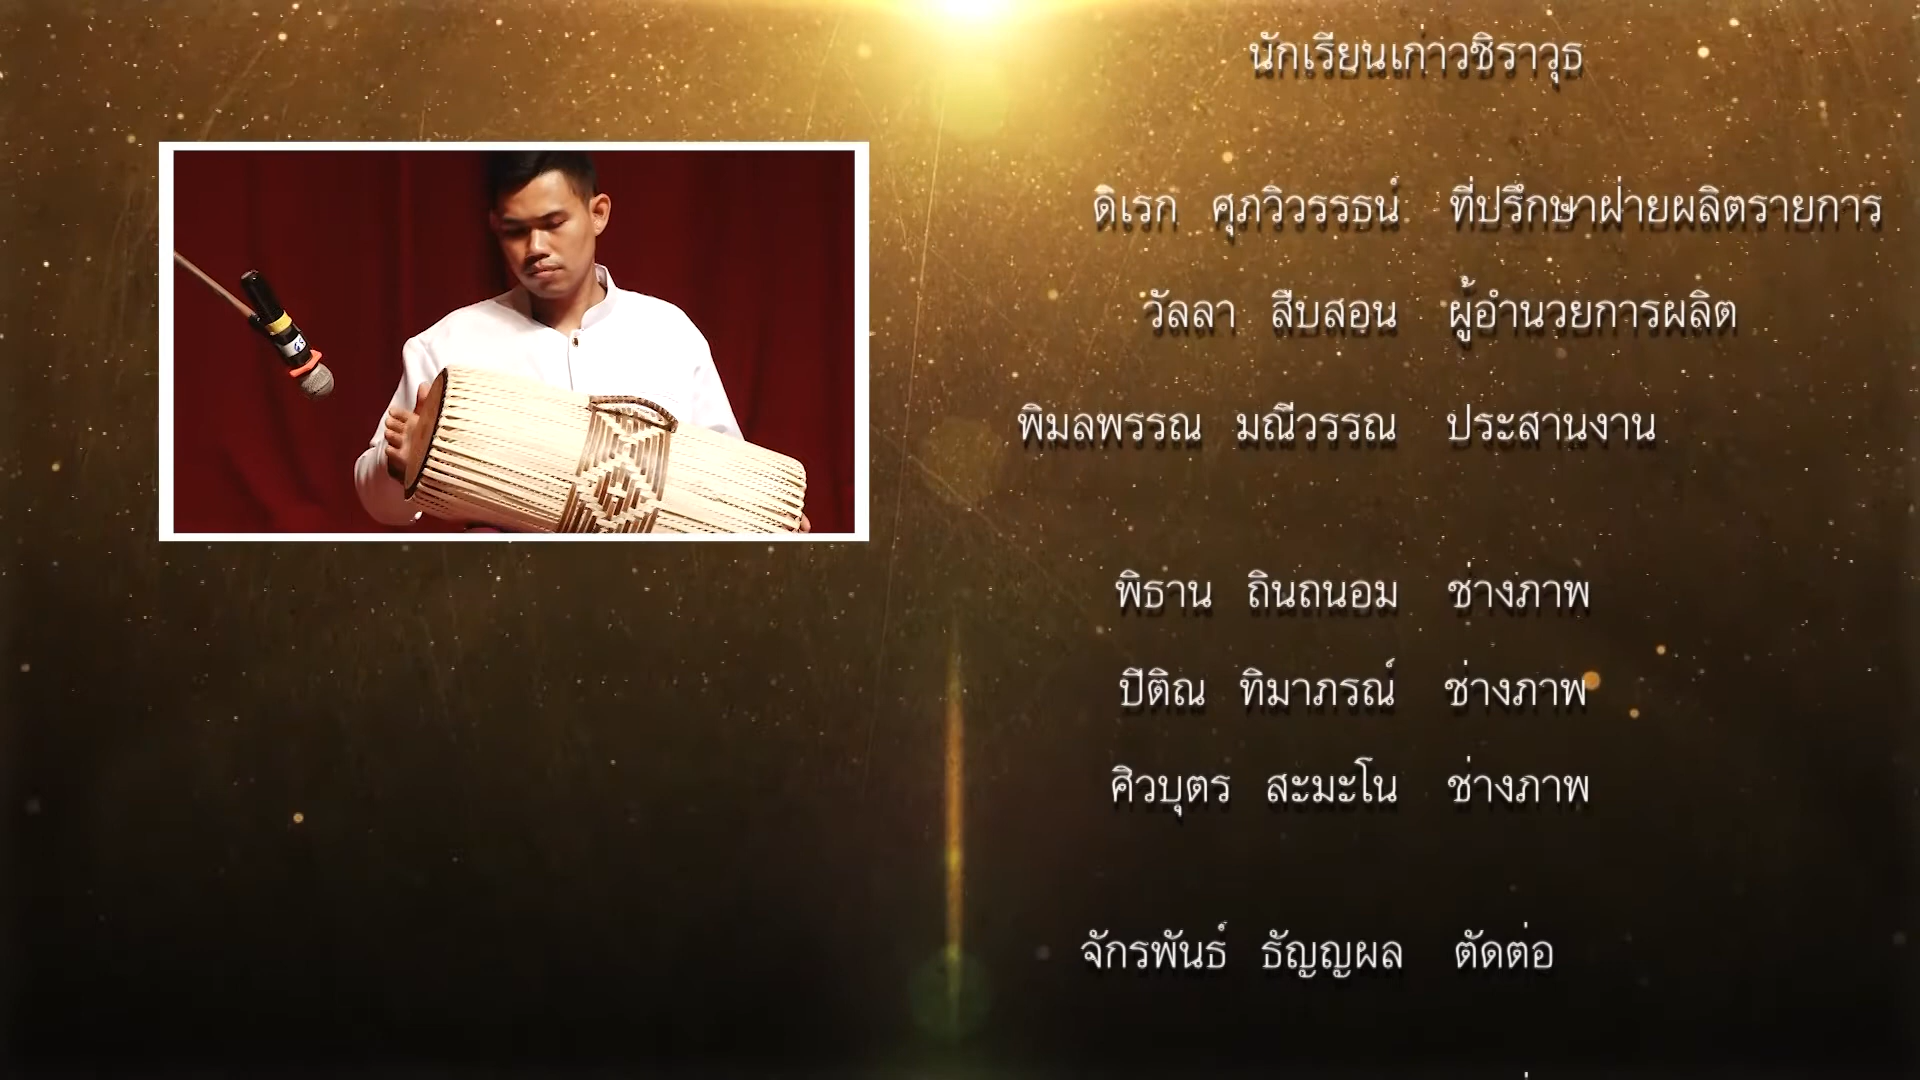 นักเรียนเก่าวชิราวุธ
ดิเรก ศุภวิวรรธน์ ที่ปรึกษาฝ่ายผลิตรายการ
วัลลา สืบสอน ผู้อำนวยการผลิต
พิมลพรรณ มณีวรรณ ประสานงาน
พิธาน ถินถนอม ช่างภาพ
ปีติณ ทิมาภรณ์ ช่างภาพ
ศิวบุตร สะมะโน ช่างภาพ
จักรพันธ์ ธัญญผล ตัดต่อ